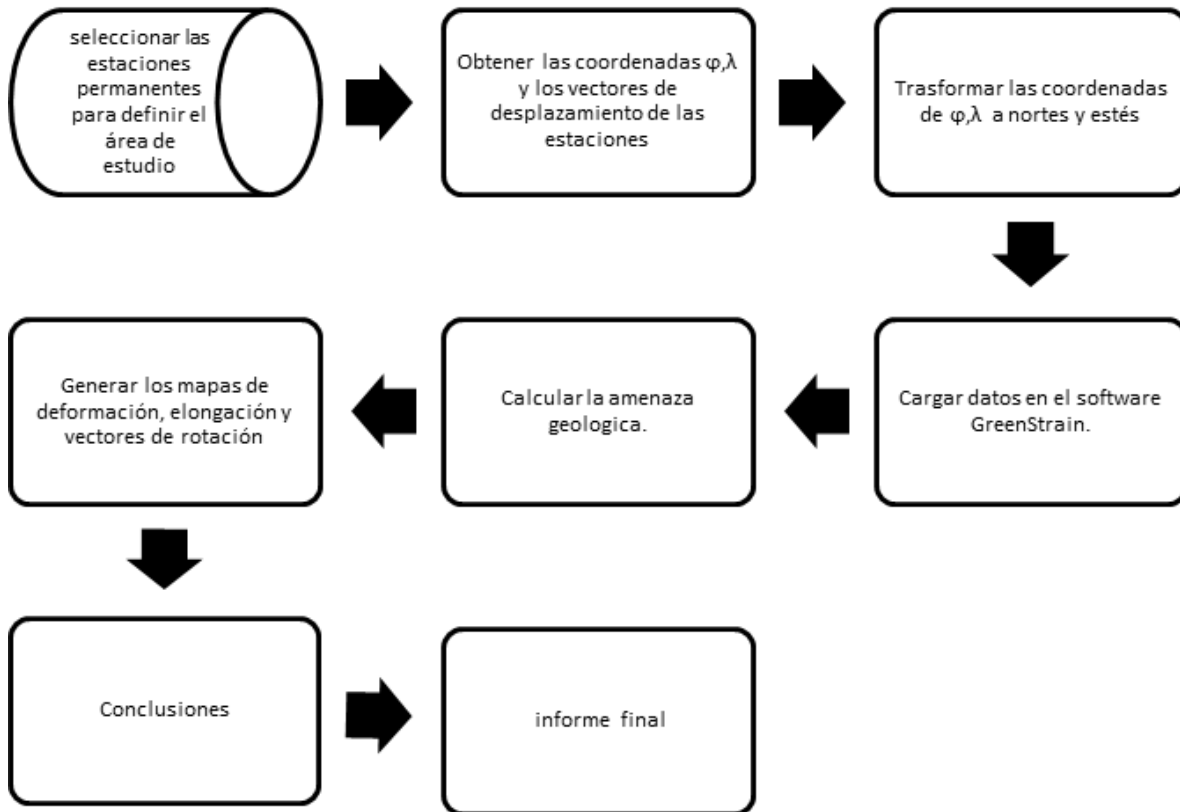 seleccionar las
estaciones
permanentes
para definir el
área de
estudio
Obtener las coordenadas φ,λ
y los vectores de
desplazamiento de las
estaciones
Trasformar las coordenadas
de φ,λ a nortes y estés
Cargar datos en el software
GreenStrain.
Calcular la amenaza
geologica.
Generar los mapas de
deformación, elongación y
vectores de rotación
Conclusiones
informe final